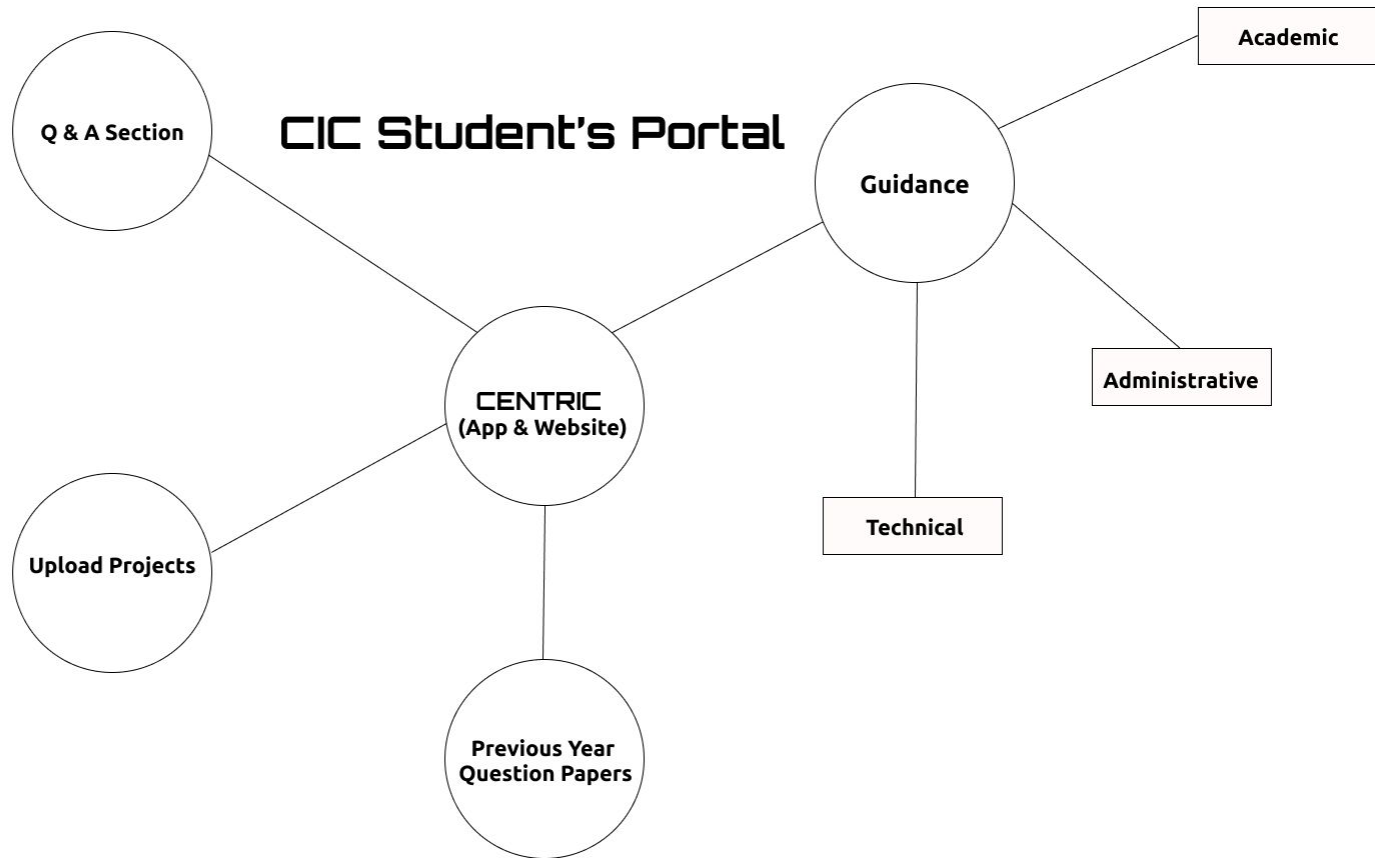 Academic
Q & A Section
CIC Student's Portal
Guidance
Administrative
CENTRIC
(App & Website)
Technical
Upload Projects
Previous Year
Question Papers